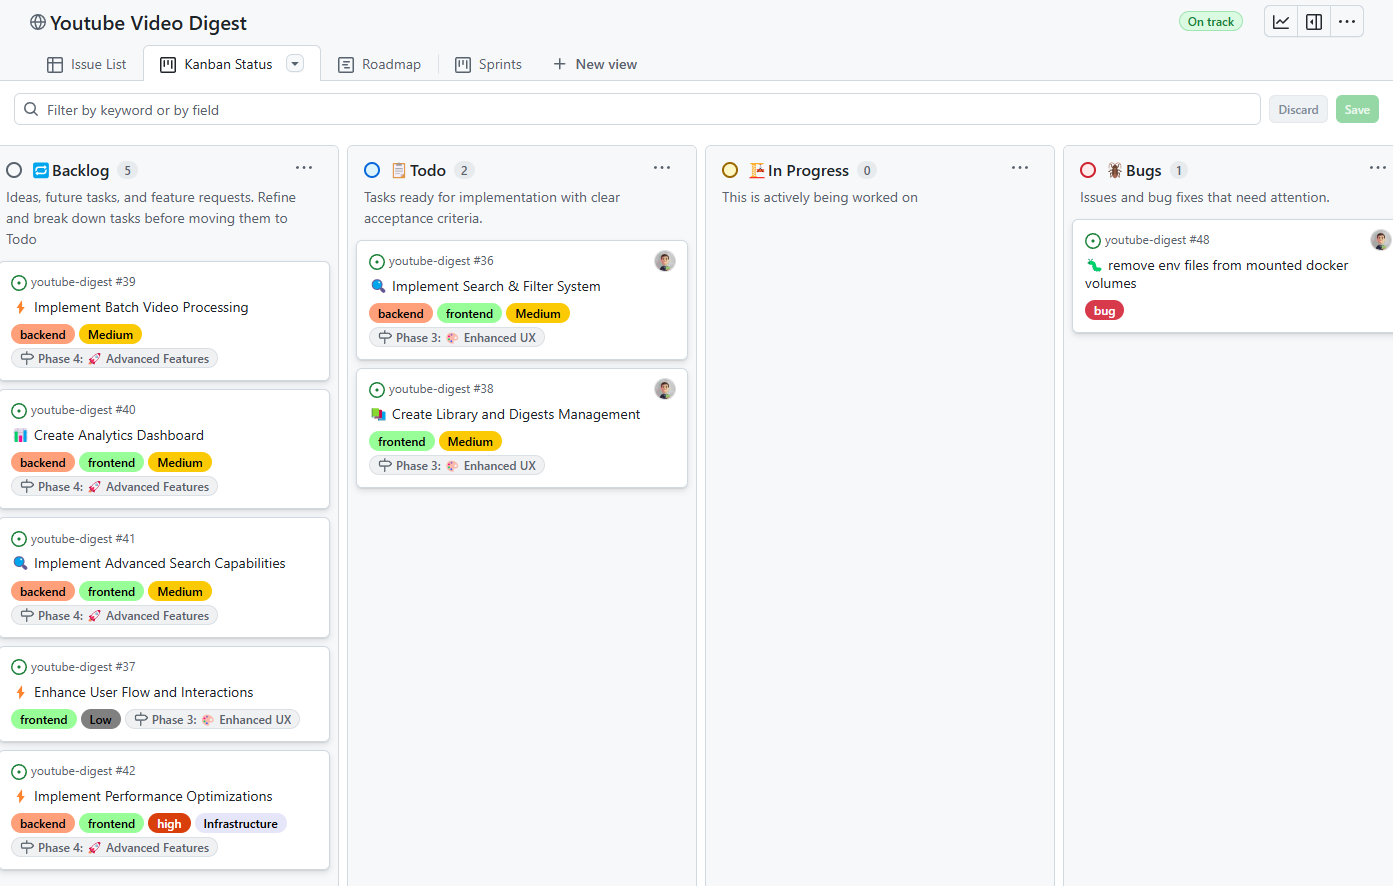 Youtube Video Digest
On track
Issue List
Kanban Status
Roadmap
Sprints
New view
Filter by keyword or by field
Discard
Save
Backlog 5
Ideas, future tasks, and feature requests. Refine
and break down tasks before moving them to
Todo
youtube-digest #39
Implement Batch Video Processing
backend Medium
Phase 4: Advanced Features
youtube-digest #40
Create Analytics Dashboard
backend frontend Medium
Phase 4: Advanced Features
youtube-digest #41
Implement Advanced Search Capabilities
backend frontend Medium
Phase 4: Advanced Features
youtube-digest #37
Enhance User Flow and Interactions
frontend Low Phase 3: Enhanced UX
youtube-digest #42
Implement Performance Optimizations
backend frontend high Infrastructure
Phase 4: Advanced Features
Todo 2
Tasks ready for implementation with clear
acceptance criteria.
youtube-digest #36
Implement Search & Filter System
backend frontend Medium
Phase 3: Enhanced UX
youtube-digest #38
Create Library and Digests Management
frontend Medium
Phase 3: Enhanced UX
In Progress 0
This is actively being worked on
Bugs 1
Issues and bug fixes that need attention.
youtube-digest #48
remove env files from mounted docker
volumes
bug